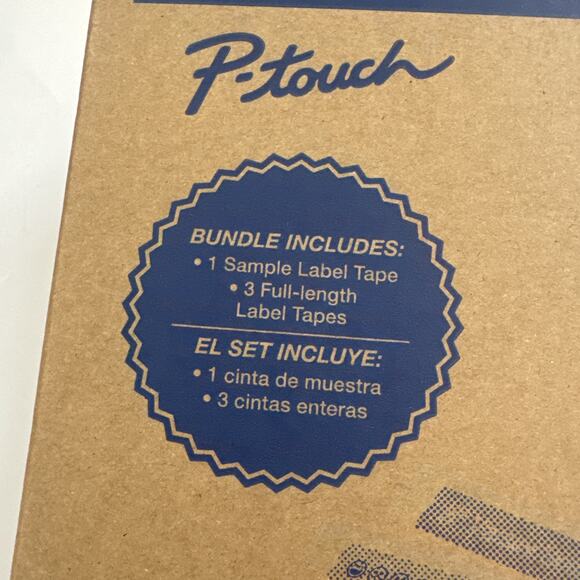 P-touch
BUNDLE INCLUDES:
• 1 Sample Label Tape
• 3 Full-length
Label Tapes
EL SET INCLUYE:
• 1 cinta de muestra
• 3 cintas enteras